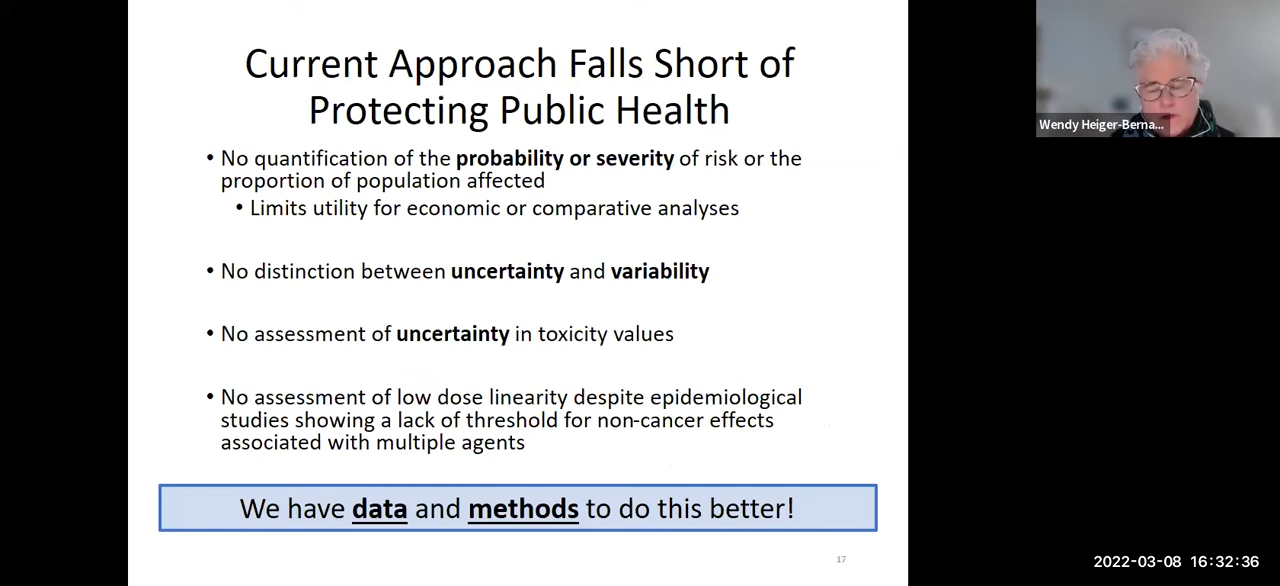 Current Approach Falls Short of
Protecting Public Health
• No quantification of the probability or severity of risk or the
proportion of population affected
• Limits utility for economic or comparative analyses
• No distinction between uncertainty and variability
• No assessment of uncertainty in toxicity values
• No assessment of low dose linearity despite epidemiological
studies showing a lack of threshold for non-cancer effects
associated with multiple agents
We have data and methods to do this better!
17
Wendy Heiger-Berna...
2022-03-08 16:32:36